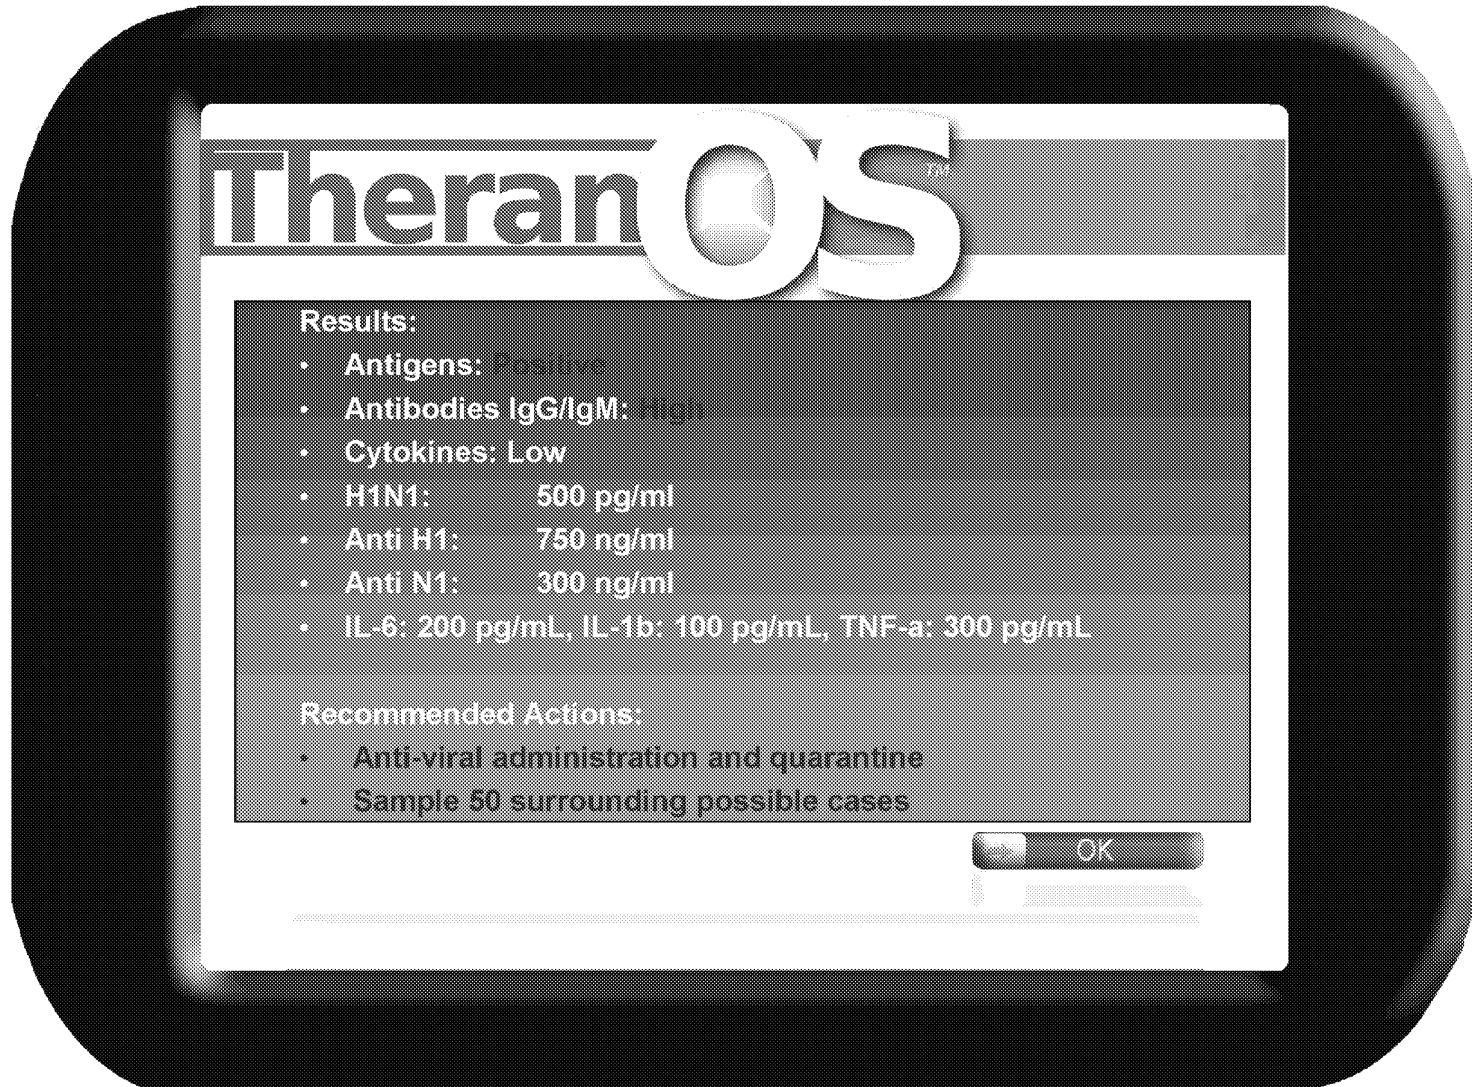 TheranOS™
Results:
• Antigens: Positive
• Antibodies IgG/IgM: High
• Cytokines: Low
• H1N1: 500 pg/ml
• Anti H1: 750 ng/ml
• Anti N1: 300 ng/ml
• IL-6: 200 pg/mL, IL-1b: 100 pg/mL, TNF-a: 300 pg/mL
Recommended Actions:
• Anti-viral administration and quarantine
• Sample 50 surrounding possible cases
OK